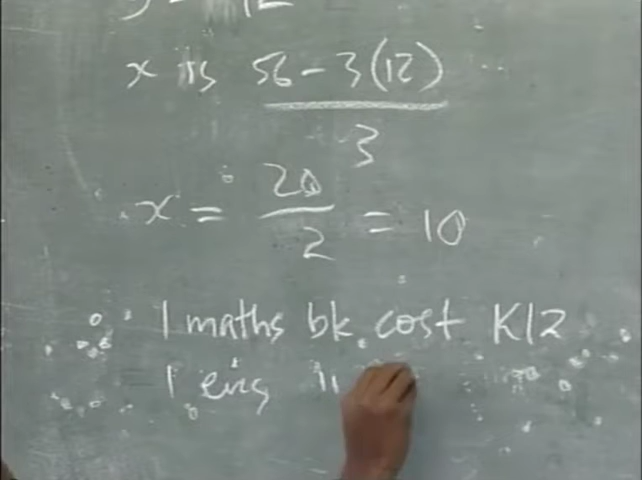 x is 56 - 3(12)
3
x = 20/2 = 10
∴ 1 maths bk cost K12
1 eng "